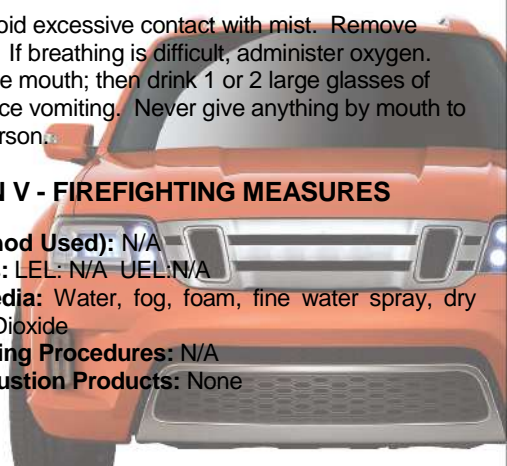 oid excessive contact with mist. Remove
If breathing is difficult, administer oxygen.
e mouth; then drink 1 or 2 large glasses of
ce vomiting. Never give anything by mouth to
rson.
N V - FIREFIGHTING MEASURES
nod Used): N/A
: LEL: N/A UEL:N/A
edia: Water, fog, foam, fine water spray, dry
Dioxide
ing Procedures: N/A
ustion Products: None